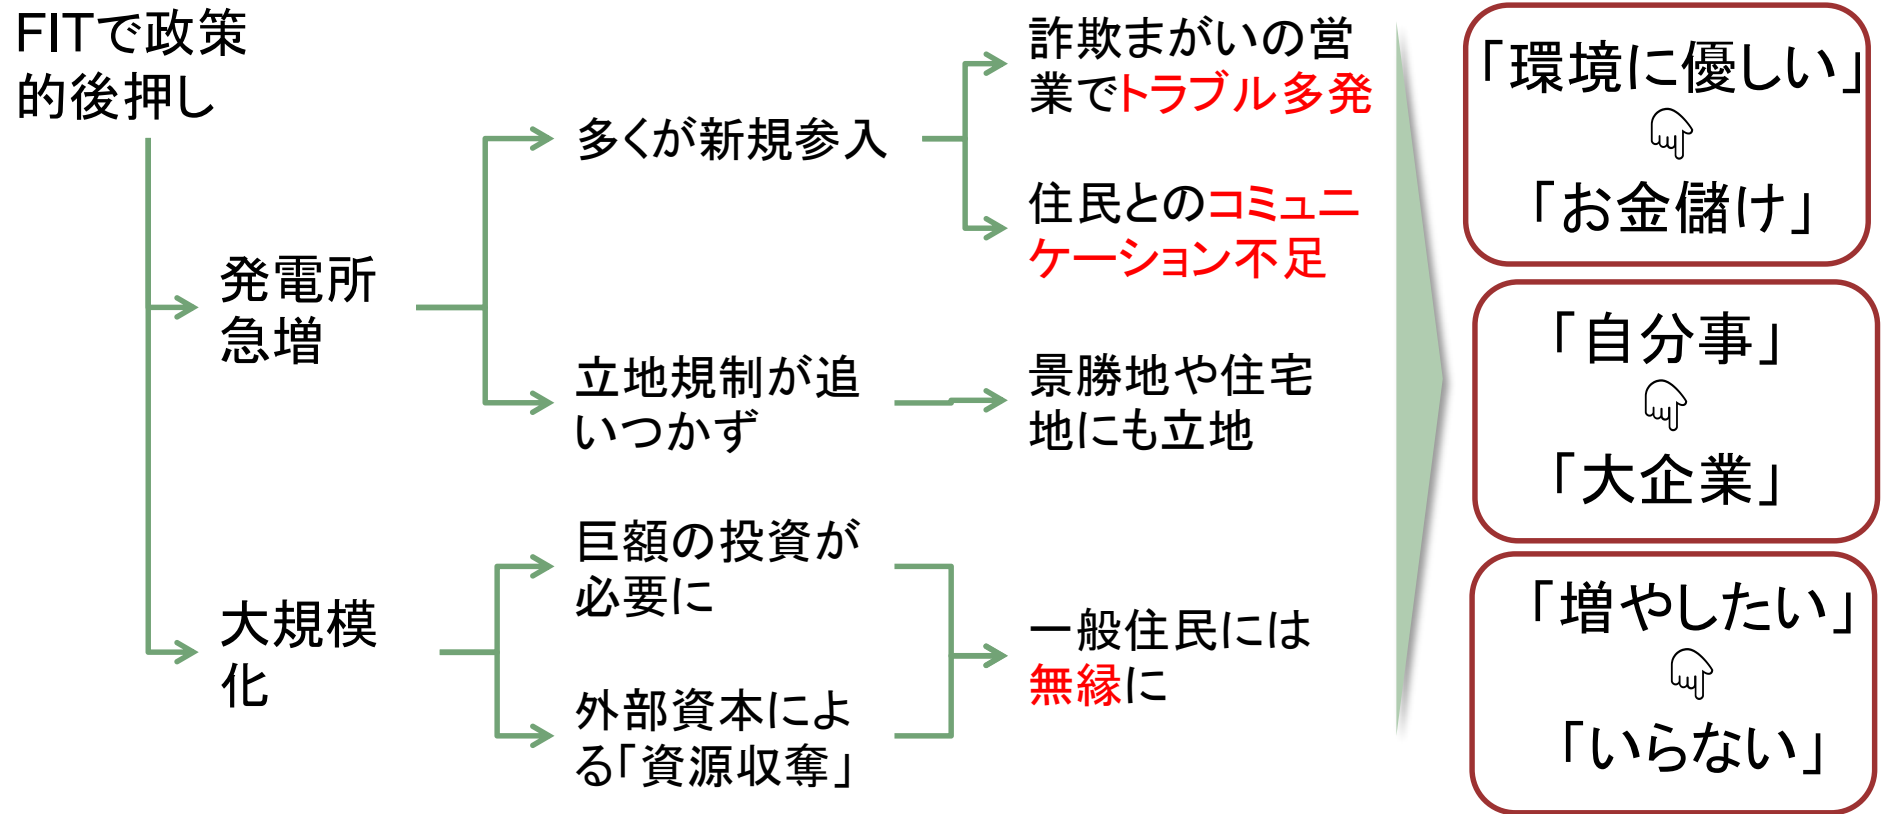 FITで政策
的後押し
発電所
急増
大規模
化
多くが新規参入
立地規制が追
いつかず
巨額の投資が
必要に
外部資本によ
る「資源収奪」
詐欺まがいの営
業でトラブル多発
住民とのコミュニ
ケーション不足
景勝地や住宅
地にも立地
一般住民には
無縁に
「環境に優しい」
「お金儲け」
「自分事」
「大企業」
「増やしたい」
「いらない」